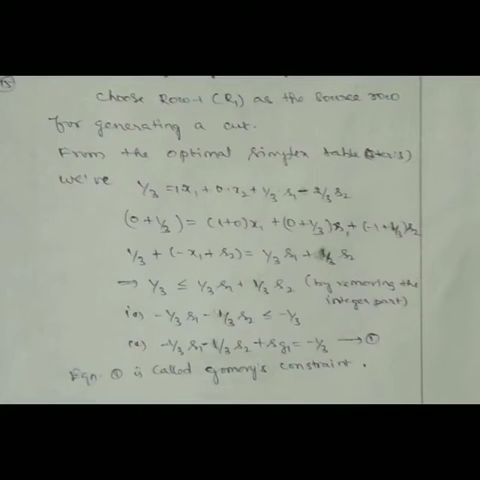 15
Choose Row-1 (R₁) as the source row
for generating a cut.
From the optimal simplex table
we've 1/3 = 1x₁ + 0·x₂ + 1/3 s₁ - 2/3 s₂
(0+1/3) = (1+0)x₁ + (0+1/3)s₁ + (-1+1/3)s₂
1/3 + (-x₁ + s₂) = 1/3 s₁ + 1/3 s₂
⇒ 1/3 ≤ 1/3 s₁ + 1/3 s₂ (by removing the
integer part)
(i.e) -1/3 s₁ - 1/3 s₂ ≤ -1/3
(i.e) -1/3 s₁ - 1/3 s₂ + sg₁ = -1/3 → ①
Eqn. ① is called gomory's constraint.